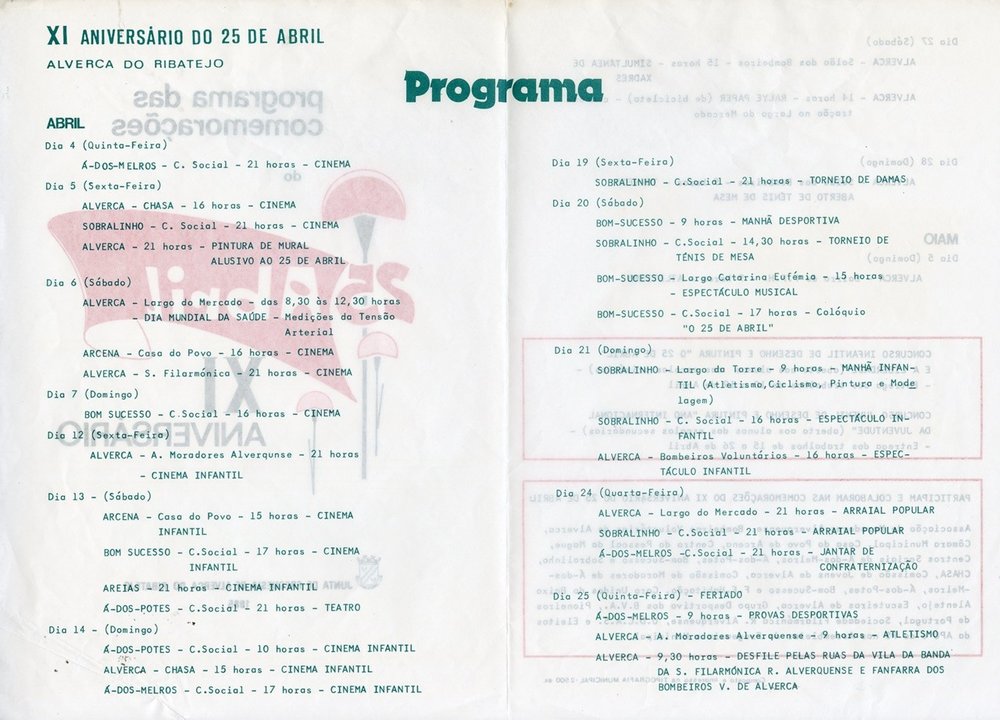 XI ANIVERSÁRIO DO 25 DE ABRIL
ALVERCA DO RIBATEJO
Programa
ABRIL
Dia 4 (Quinta-Feira)
Á-DOS-MELROS - C. Social - 21 horas - CINEMA
Dia 5 (Sexta-Feira)
ALVERCA - CHASA - 16 horas - CINEMA
SOBRALINHO - C. Social - 21 horas - CINEMA
ALVERCA - 21 horas - PINTURA DE MURAL
ALUSIVO AO 25 DE ABRIL
Dia 6 (Sábado)
ALVERCA - Largo do Mercado - das 8,30 às 12,30 horas
- DIA MUNDIAL DA SAÚDE - Medições da Tensão
Arterial
ARCENA - Casa do Povo - 16 horas - CINEMA
ALVERCA - S. Filarmónica - 21 horas - CINEMA
Dia 7 (Domingo)
BOM SUCESSO - C.Social - 16 horas - CINEMA
Dia 12 (Sexta-Feira)
ALVERCA - A. Moradores Alverqunse - 21 horas
- CINEMA INFANTIL
Dia 13 - (Sábado)
ARCENA - Casa do Povo - 15 horas - CINEMA
INFANTIL
BOM SUCESSO - C.Social - 17 horas - CINEMA
INFANTIL
AREIAS - 21 horas - CINEMA INFANTIL
Á-DOS-POTES - C.Social - 21 horas - TEATRO
Dia 14 - (Domingo)
Á-DOS-POTES - C.Social - 10 horas - CINEMA INFANTIL
ALVERCA - CHASA - 15 horas - CINEMA INFANTIL
Á-DOS-MELROS - C.Social - 17 horas - CINEMA INFANTIL
Dia 19 (Sexta-Feira)
SOBRALINHO - C.Social - 21 horas - TORNEIO DE DAMAS
Dia 20 (Sábado)
BOM-SUCESSO - 9 horas - MANHÃ DESPORTIVA
SOBRALINHO - C.Social - 14,30 horas - TORNEIO DE
TÉNIS DE MESA
BOM-SUCESSO - Largo Catarina Eufémia - 15 horas
- ESPECTÁCULO MUSICAL
BOM-SUCESSO - C.Social - 17 horas - Colóquio
"O 25 DE ABRIL"
Dia 21 (Domingo)
SOBRALINHO - Largo da Torre - 9 horas - MANHÃ INFAN-
TIL (Atletismo,Ciclismo, Pintura e Mode
lagem)
SOBRALINHO - C. Social - 16 horas - ESPECTÁCULO IN-
FANTIL
ALVERCA - Bombeiros Voluntários - 16 horas - ESPEC-
TÁCULO INFANTIL
Dia 24 (Quarta-Feira)
ALVERCA - Largo do Mercado - 21 horas - ARRAIAL POPULAR
SOBRALINHO - C.Social - 21 horas - ARRAIAL POPULAR
Á-DOS-MELROS -C.Social - 21 horas - JANTAR DE
CONFRATERNIZAÇÃO
Dia 25 (Quinta-Feira) - FERIADO
Á-DOS-MELROS - 9 horas - PROVAS DESPORTIVAS
ALVERCA - A. Moradores Alverquense - 9 horas - ATLETISMO
ALVERCA - 9,30 horas - DESFILE PELAS RUAS DA VILA DA BANDA
DA S. FILARMÓNICA R. ALVERQUENSE E FANFARRA DOS
BOMBEIROS V. DE ALVERCA